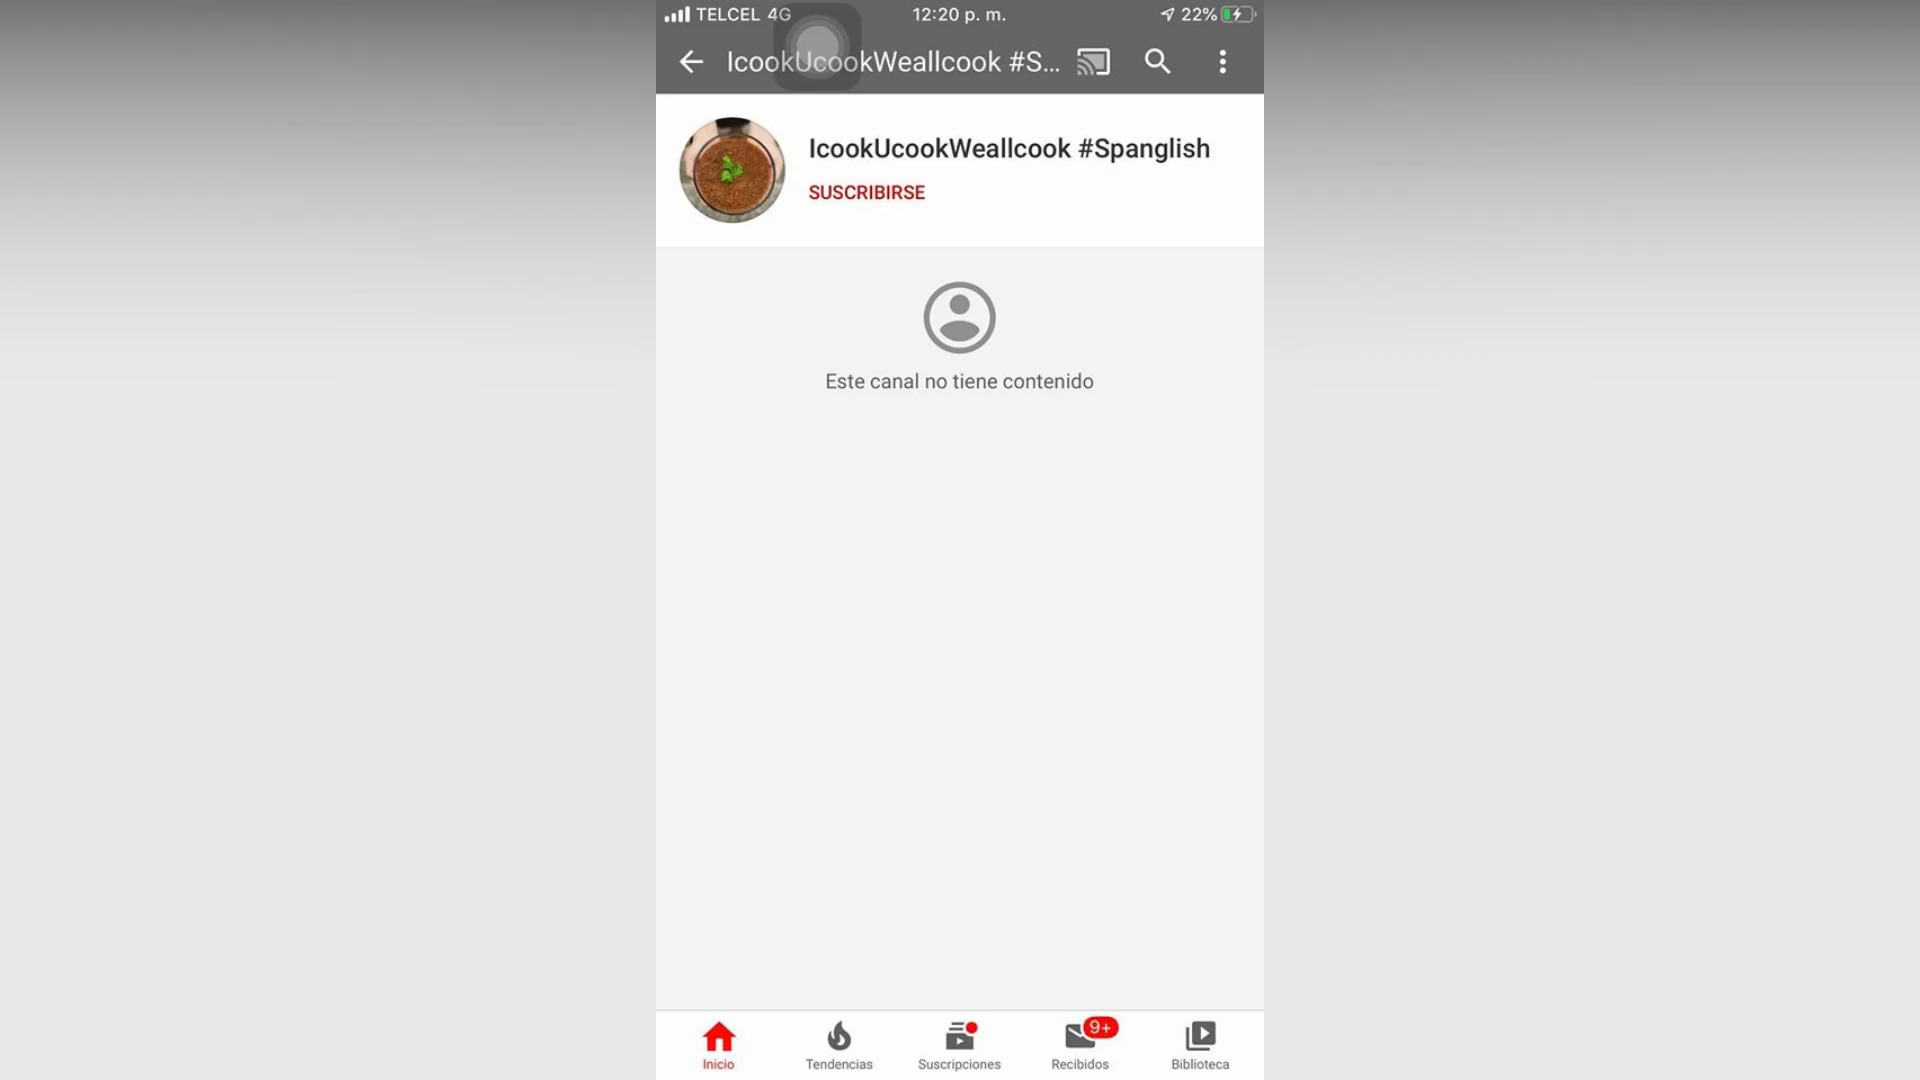 TELCEL 4G 12:20 p. m. 22%
IcookUcookWeallcook #S...
IcookUcookWeallcook #Spanglish
SUSCRIBIRSE
Este canal no tiene contenido
9+
Inicio Tendencias Suscripciones Recibidos Biblioteca